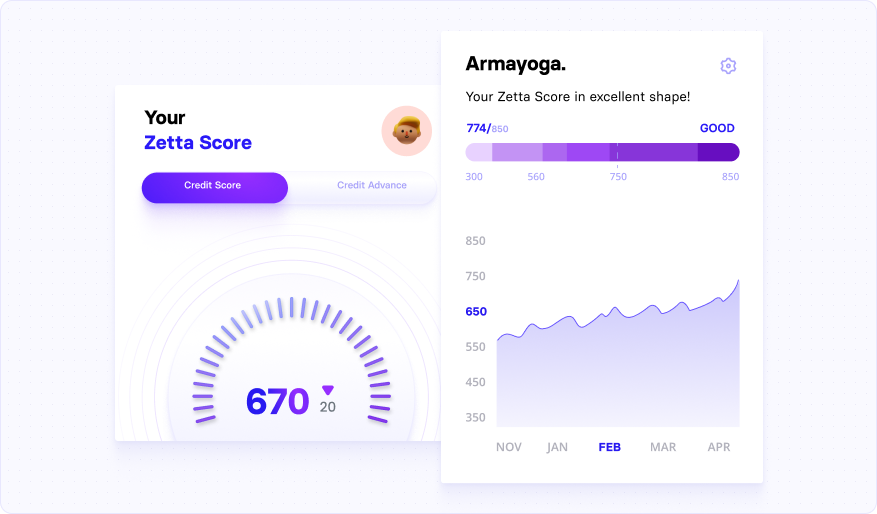 Your
Zetta Score
Credit Score
Credit Advance
670
20
Armayoga.
Your Zetta Score in excellent shape!
774/850
GOOD
300 560 750 850
850
750
650
550
450
350
NOV JAN FEB MAR APR